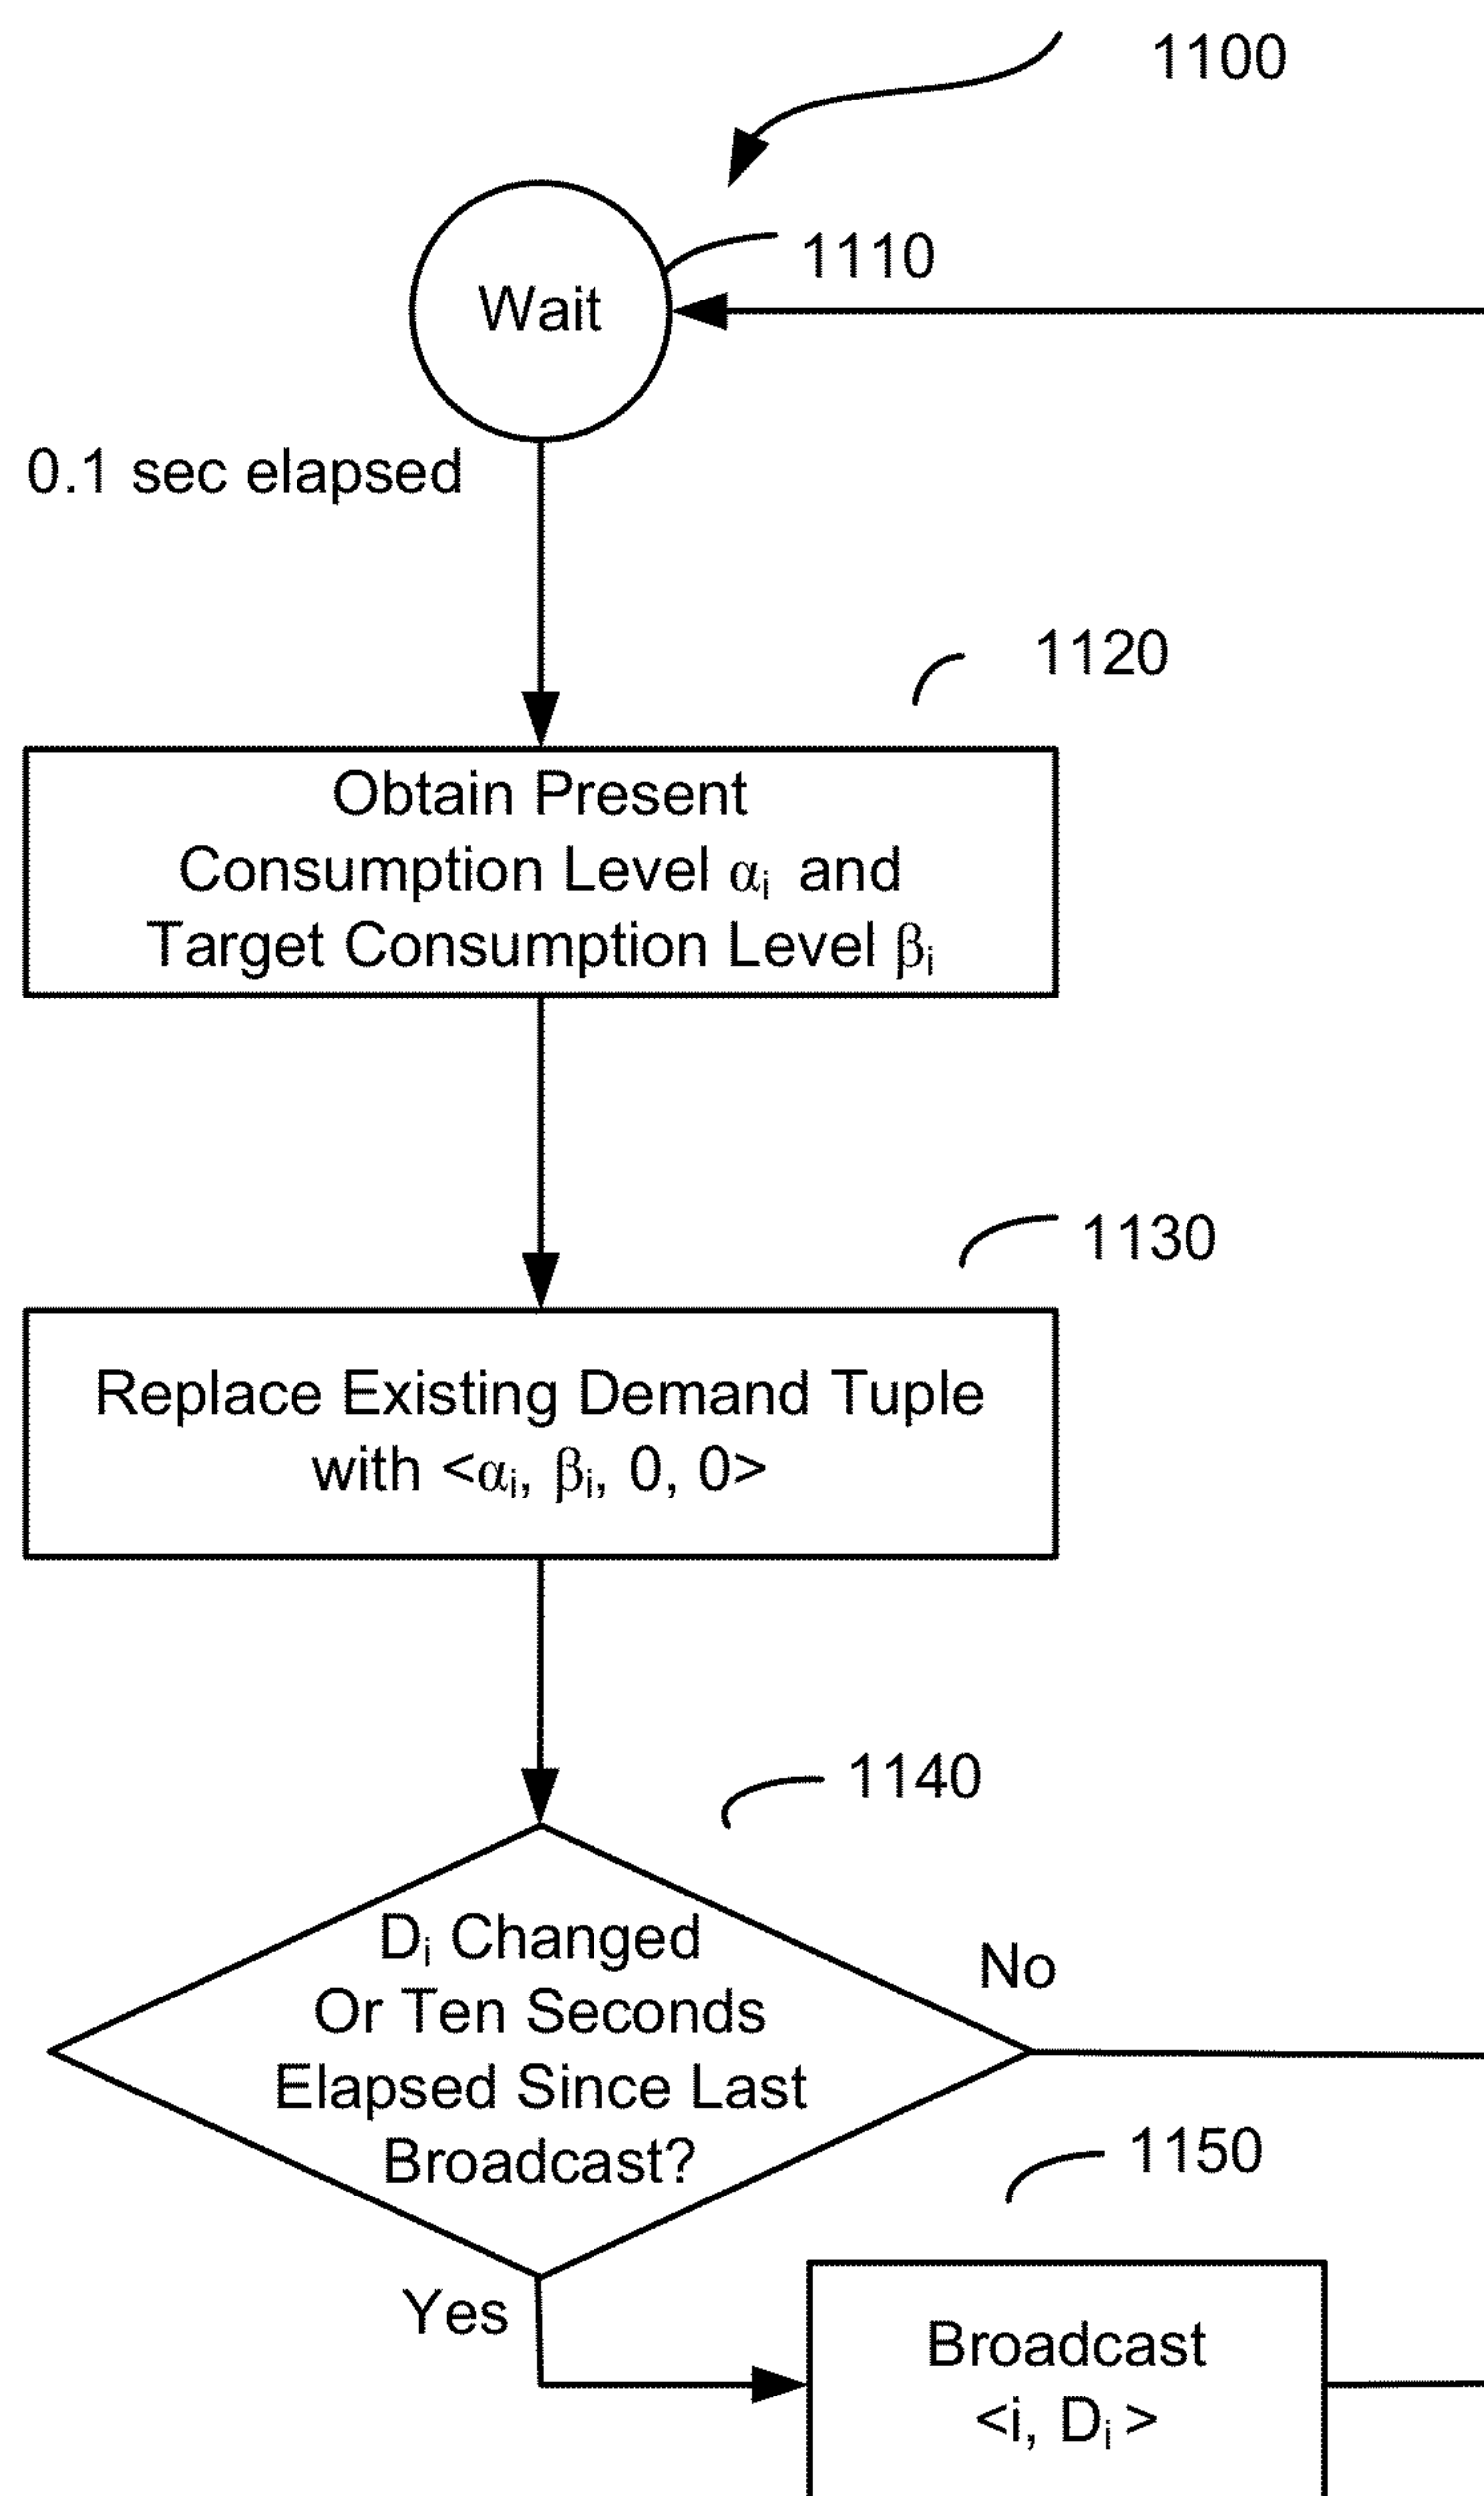 1100
1110
Wait
0.1 sec elapsed
1120
Obtain Present
Consumption Level αi and
Target Consumption Level βi
1130
Replace Existing Demand Tuple
with <αi, βi, 0, 0>
1140
Di Changed
Or Ten Seconds
Elapsed Since Last
Broadcast?
No
1150
Yes
Broadcast
<i, Di >